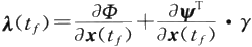 λ(t_f) = ∂Φ/∂x(t_f) + ∂ψ^T/∂x(t_f) · γ